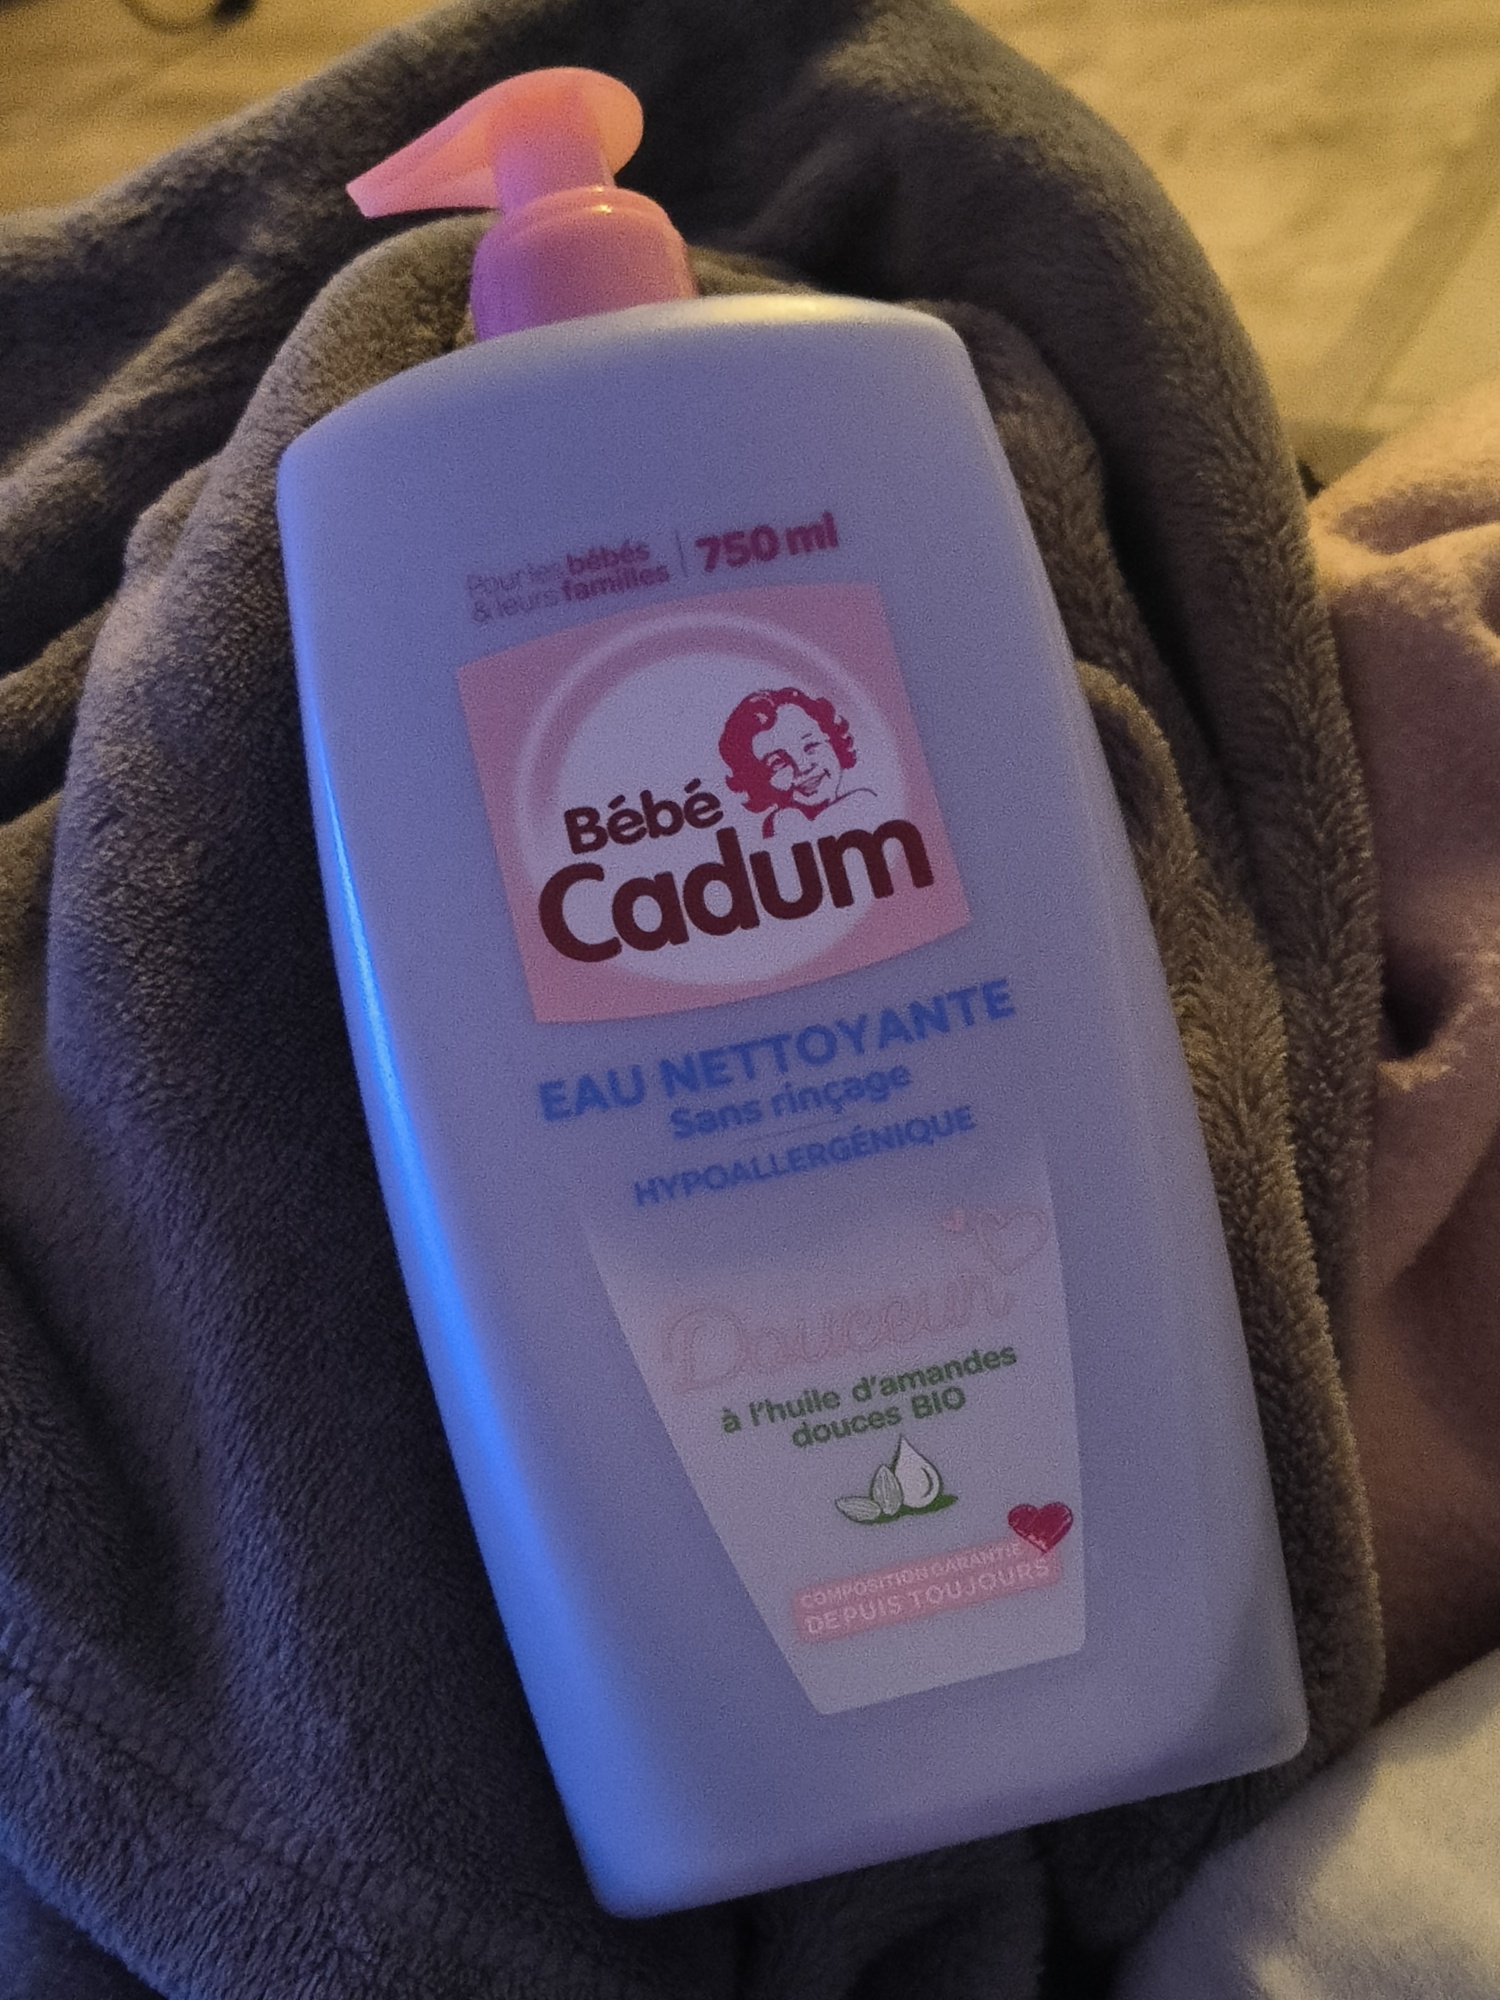 Pour les bébés
& leurs familles
750 ml
Bébé
Cadum
EAU NETTOYANTE
Sans rinçage
HYPOALLERGÉNIQUE
Douceur
à l'huile d'amandes
douces BIO
COMPOSITION GARANTIE
DEPUIS TOUJOURS